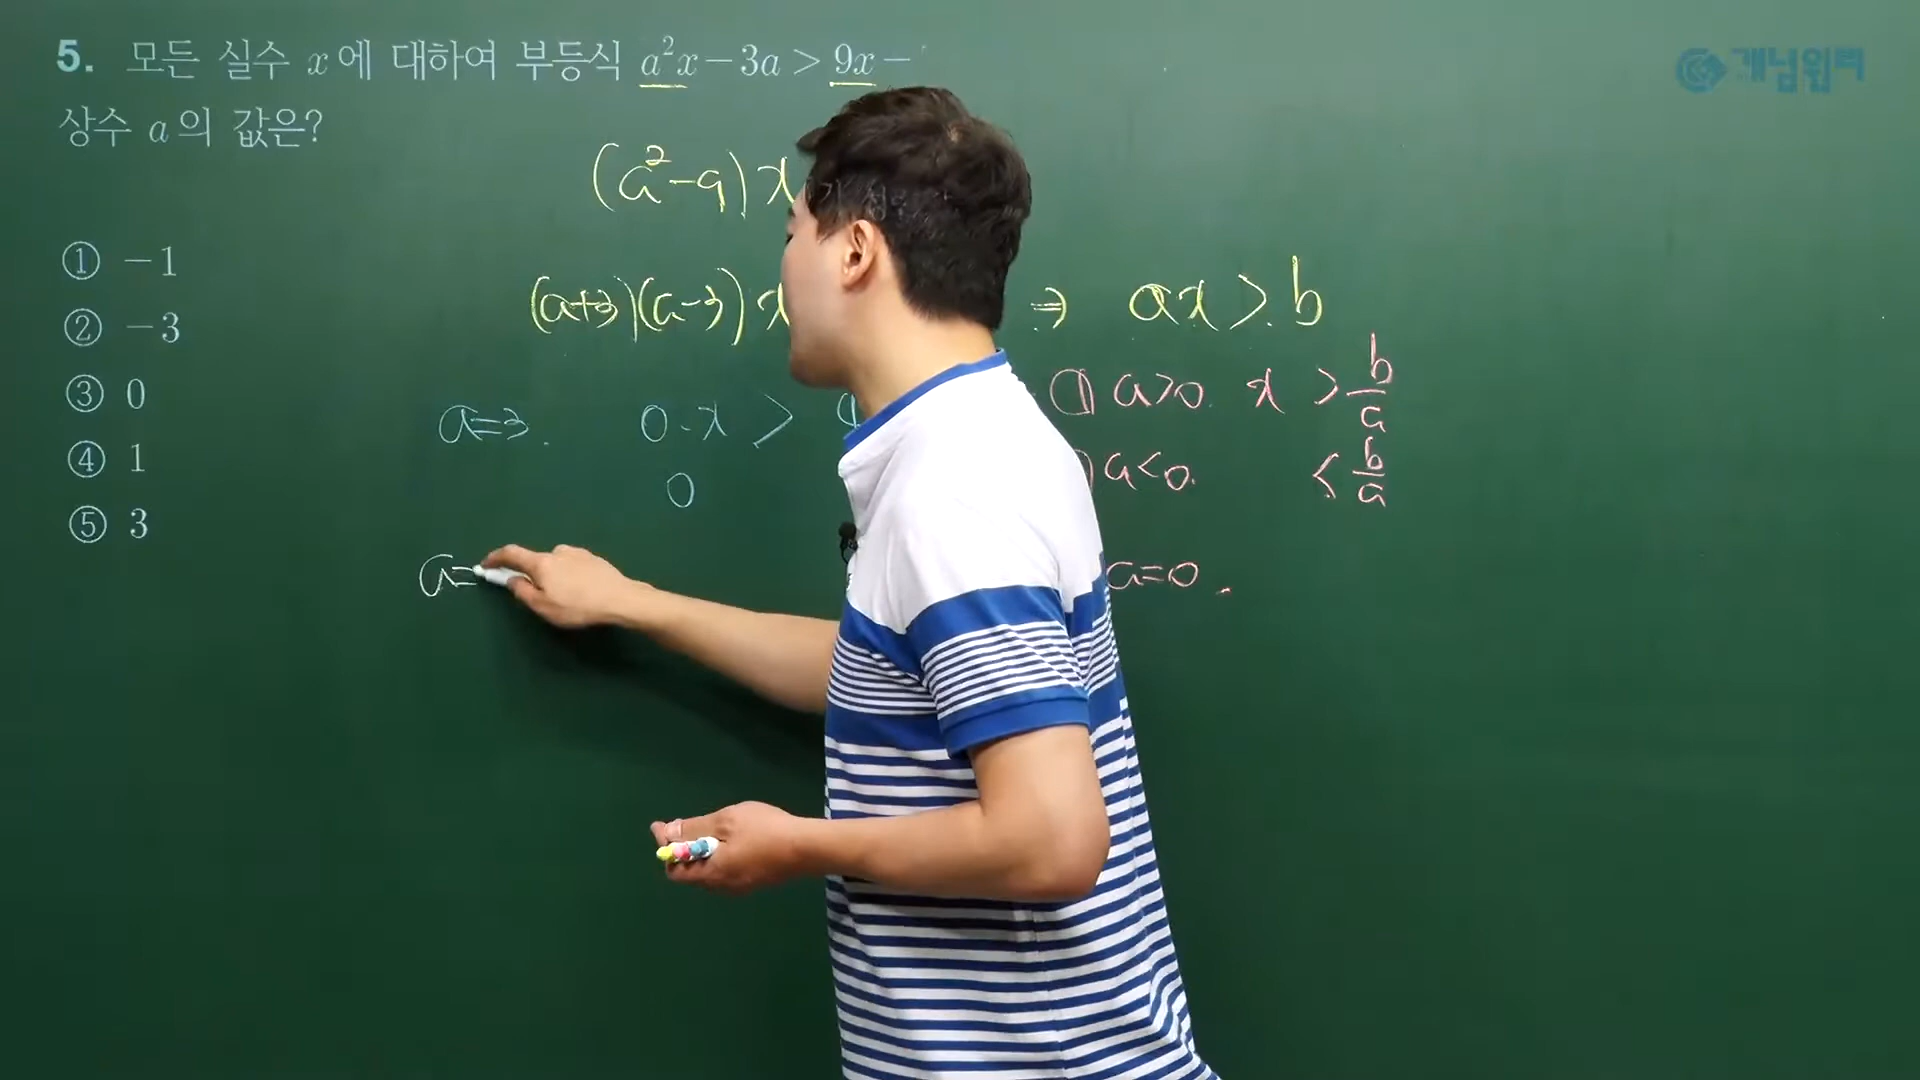 5. 모든 실수 x에 대하여 부등식 a²x-3a > 9x-
상수 a의 값은?
① -1
② -3
③ 0
④ 1
⑤ 3
(a²-9)x
(a+3)(a-3)x ⇒ ax > b
a=3. 0·x >
0
① a>0. x > b/a
a<0. < b/a
a=
a=0.
개념원리